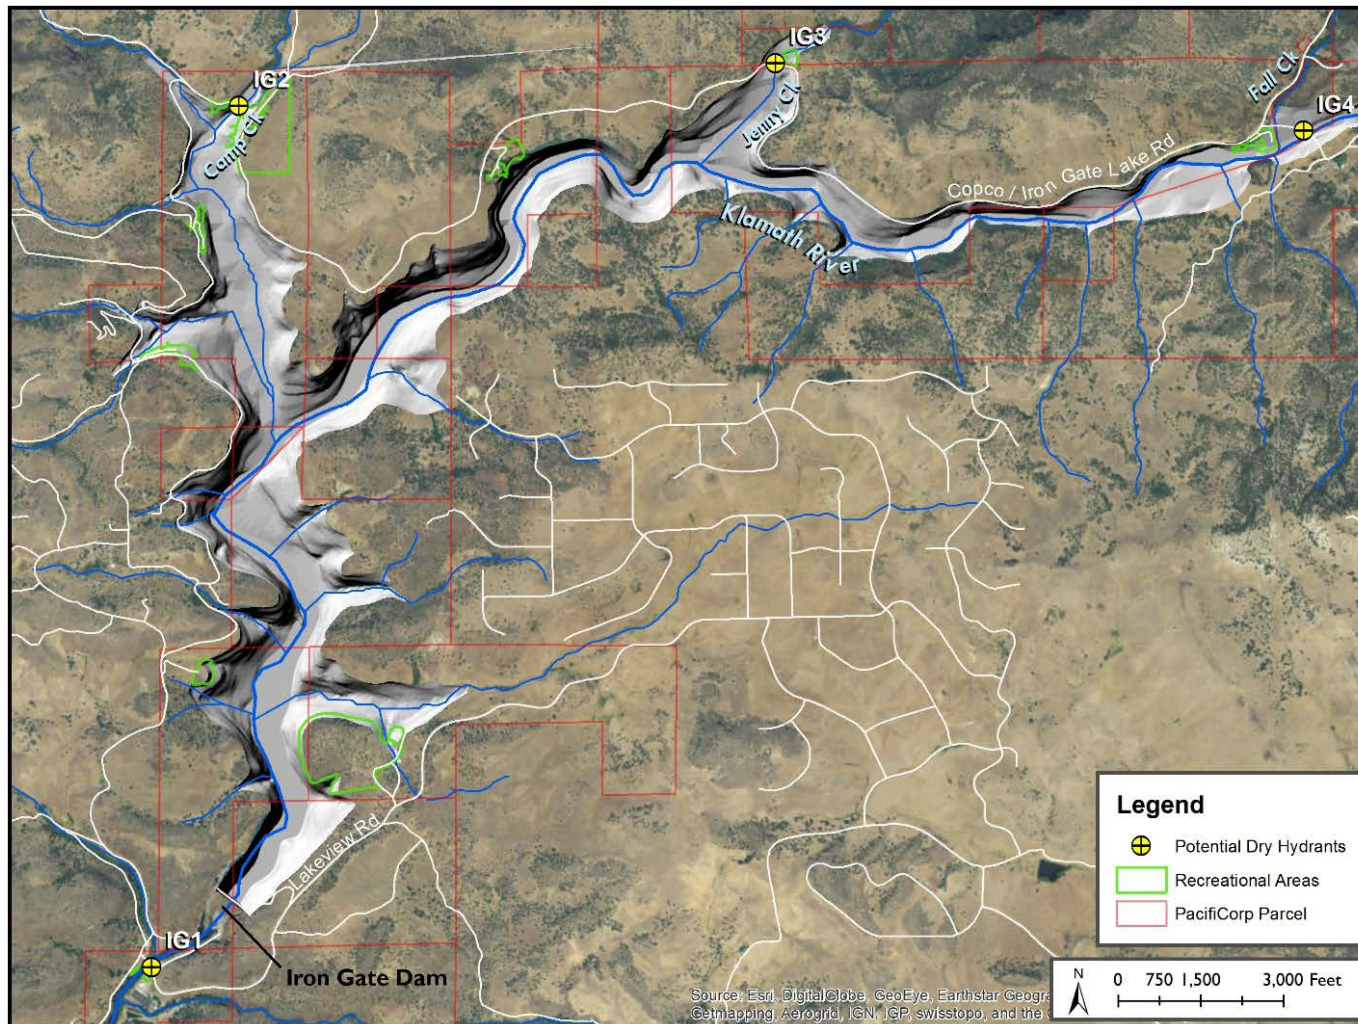 IG3
IG2
Fall Ck
IG4
Jenny Ck
Camp Ck
Copco / Iron Gate Lake Rd
Klamath River
Legend
Potential Dry Hydrants
Recreational Areas
PacifiCorp Parcel
Lakeview Rd
IG1
Iron Gate Dam
N
0 750 1,500 3,000 Feet
Source: Esri, DigitalGlobe, GeoEye, Earthstar Geogra
Getmapping, Aerogrid, IGN, IGP, swisstopo, and the